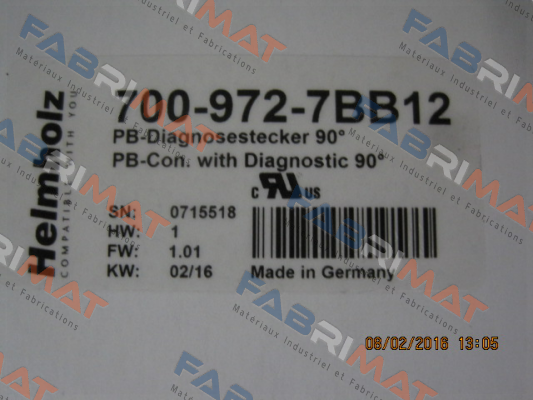 700-972-7BB12
PB-Diagnosestecker 90°
PB-Con. with Diagnostic 90°
Helmholz
COMPATIBLE WITH YOU
c RU US
SN: 0715518
HW: 1
FW: 1.01
KW: 02/16
Made in Germany
08/02/2016 13:05
FABRIMAT
Materiaux Industriel et Fabrications